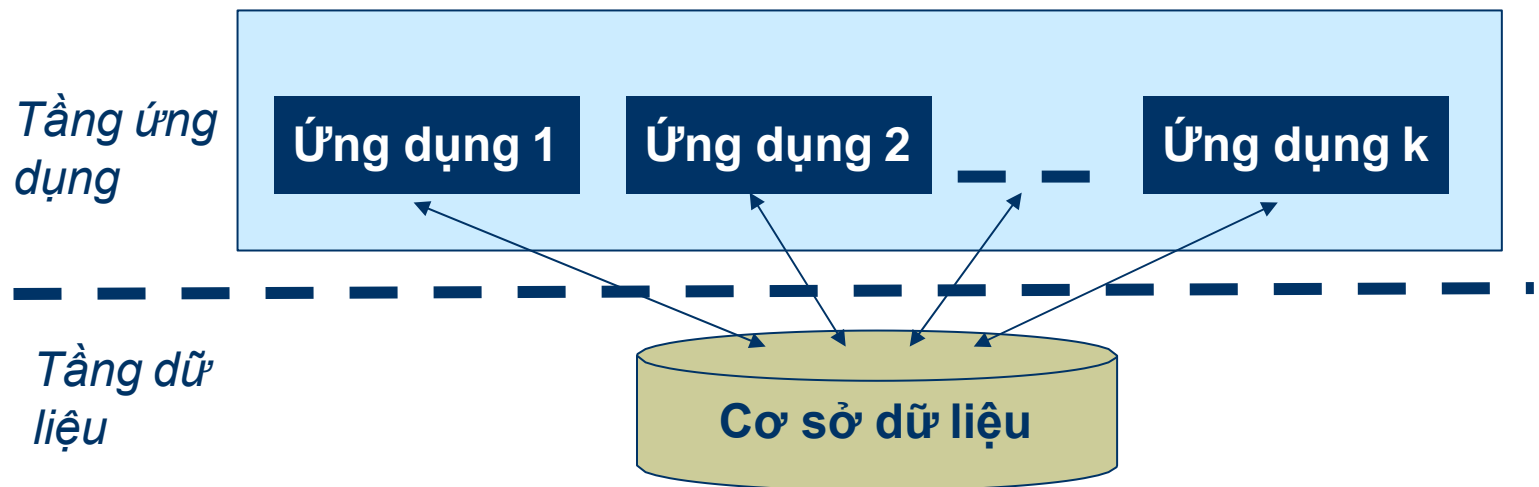 Tầng ứng
dụng
Ứng dụng 1
Ứng dụng 2
Ứng dụng k
Tầng dữ
liệu
Cơ sở dữ liệu